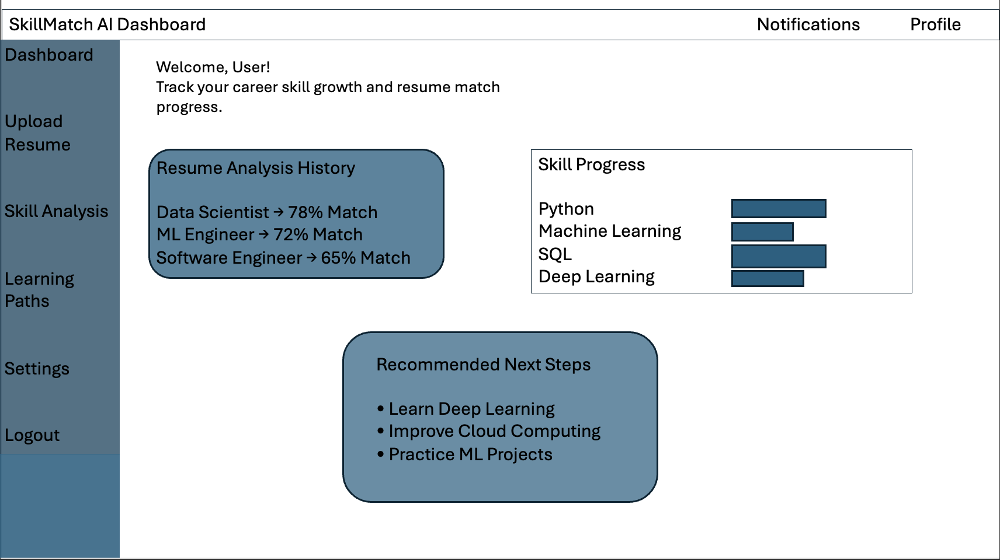 SkillMatch AI Dashboard
Notifications
Profile
Dashboard
Upload
Resume
Skill Analysis
Learning
Paths
Settings
Logout
Welcome, User!
Track your career skill growth and resume match
progress.
Resume Analysis History
Data Scientist → 78% Match
ML Engineer → 72% Match
Software Engineer → 65% Match
Skill Progress
Python
Machine Learning
SQL
Deep Learning
Recommended Next Steps
• Learn Deep Learning
• Improve Cloud Computing
• Practice ML Projects